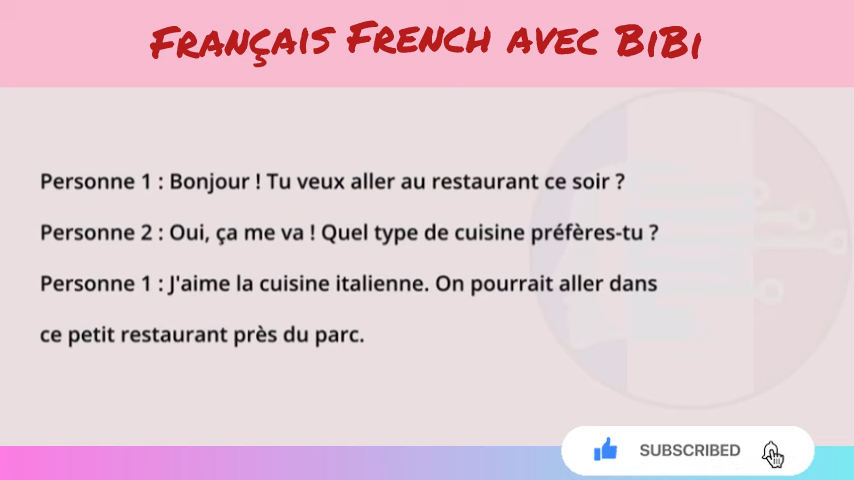 Français French avec BiBi
Personne 1 : Bonjour ! Tu veux aller au restaurant ce soir ?
Personne 2 : Oui, ça me va ! Quel type de cuisine préfères-tu ?
Personne 1 : J'aime la cuisine italienne. On pourrait aller dans
ce petit restaurant près du parc.
SUBSCRIBED